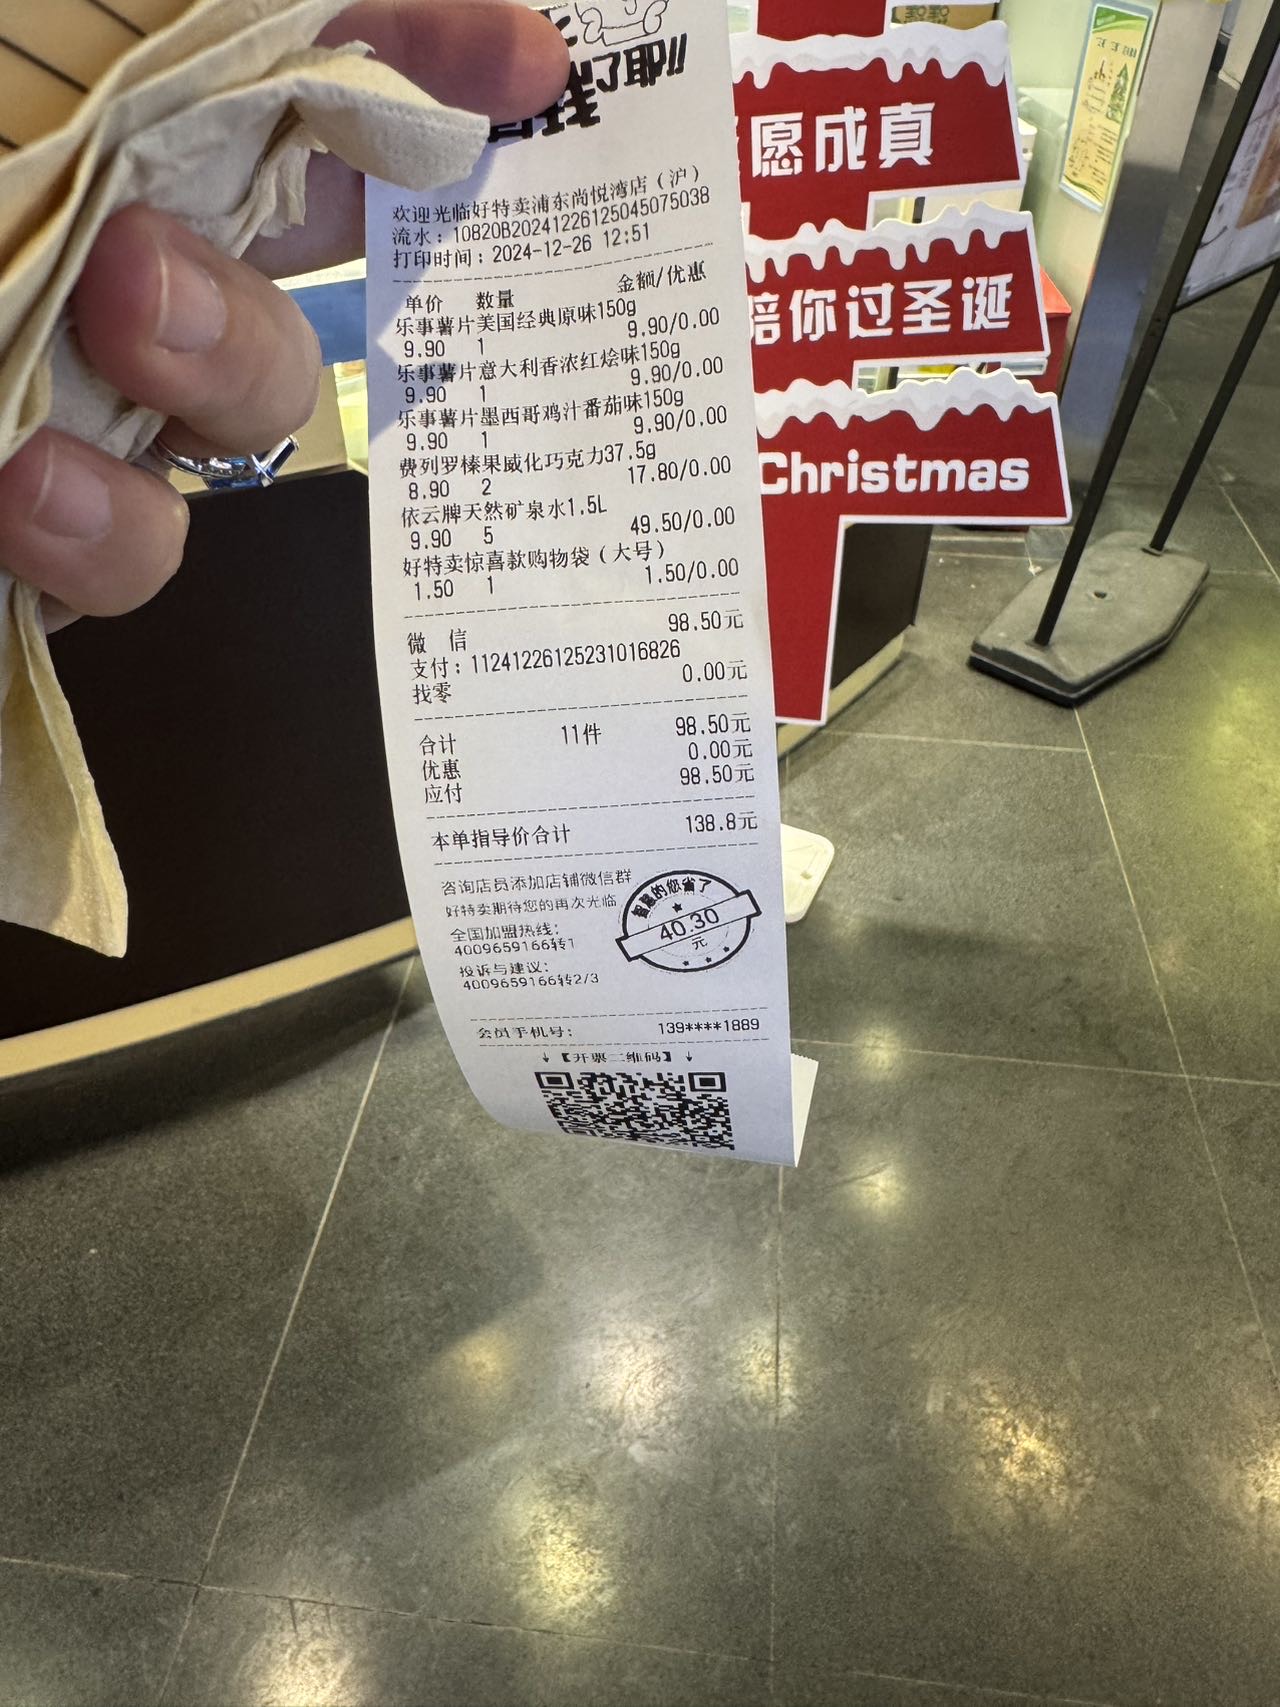 欢迎光临好特卖浦东尚悦湾店（沪）
流水：10820B20241226125045075038
打印时间：2024-12-26 12:51
单价 数量 金额/优惠
乐事薯片美国经典原味150g
9.90 1 9.90/0.00
乐事薯片意大利香浓红烩味150g
9.90 1 9.90/0.00
乐事薯片墨西哥鸡汁番茄味150g
9.90 1 9.90/0.00
费列罗榛果威化巧克力37.5g
8.90 2 17.80/0.00
依云牌天然矿泉水1.5L
9.90 5 49.50/0.00
好特卖惊喜款购物袋（大号）
1.50 1 1.50/0.00
微 信 98.50元
支付：11241226125231016826
找零 0.00元
合计 11件 98.50元
优惠 0.00元
应付 98.50元
本单指导价合计 138.8元
咨询店员添加店铺微信群
好特卖期待您的再次光临
全国加盟热线：
4009659166转1
投诉与建议：
4009659166转2/3
智慧的您省了
40.30
元
会员手机号： 139****1889
↓【开票二维码】↓
愿成真
陪你过圣诞
Christmas